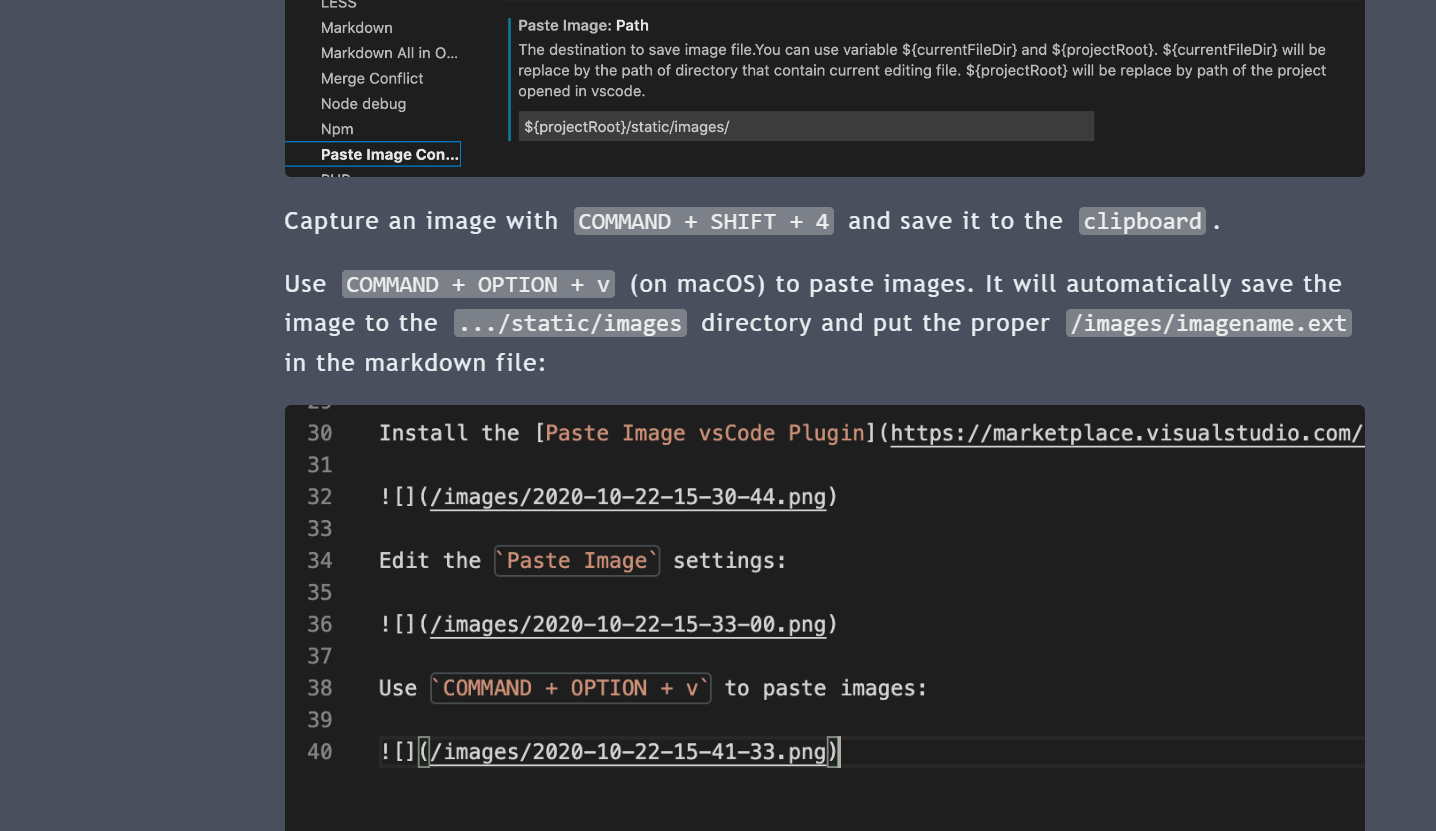 LESS
Markdown
Markdown All in O...
Merge Conflict
Node debug
Npm
Paste Image Con...
PHP
Paste Image: Path
The destination to save image file.You can use variable ${currentFileDir} and ${projectRoot}. ${currentFileDir} will be
replace by the path of directory that contain current editing file. ${projectRoot} will be replace by path of the project
opened in vscode.
${projectRoot}/static/images/
Capture an image with COMMAND + SHIFT + 4 and save it to the clipboard .
Use COMMAND + OPTION + v (on macOS) to paste images. It will automatically save the
image to the .../static/images directory and put the proper /images/imagename.ext
in the markdown file:
29
30 Install the [Paste Image vsCode Plugin](https://marketplace.visualstudio.com/
31
32 ![](/images/2020-10-22-15-30-44.png)
33
34 Edit the `Paste Image` settings:
35
36 ![](/images/2020-10-22-15-33-00.png)
37
38 Use `COMMAND + OPTION + v` to paste images:
39
40 ![](/images/2020-10-22-15-41-33.png)